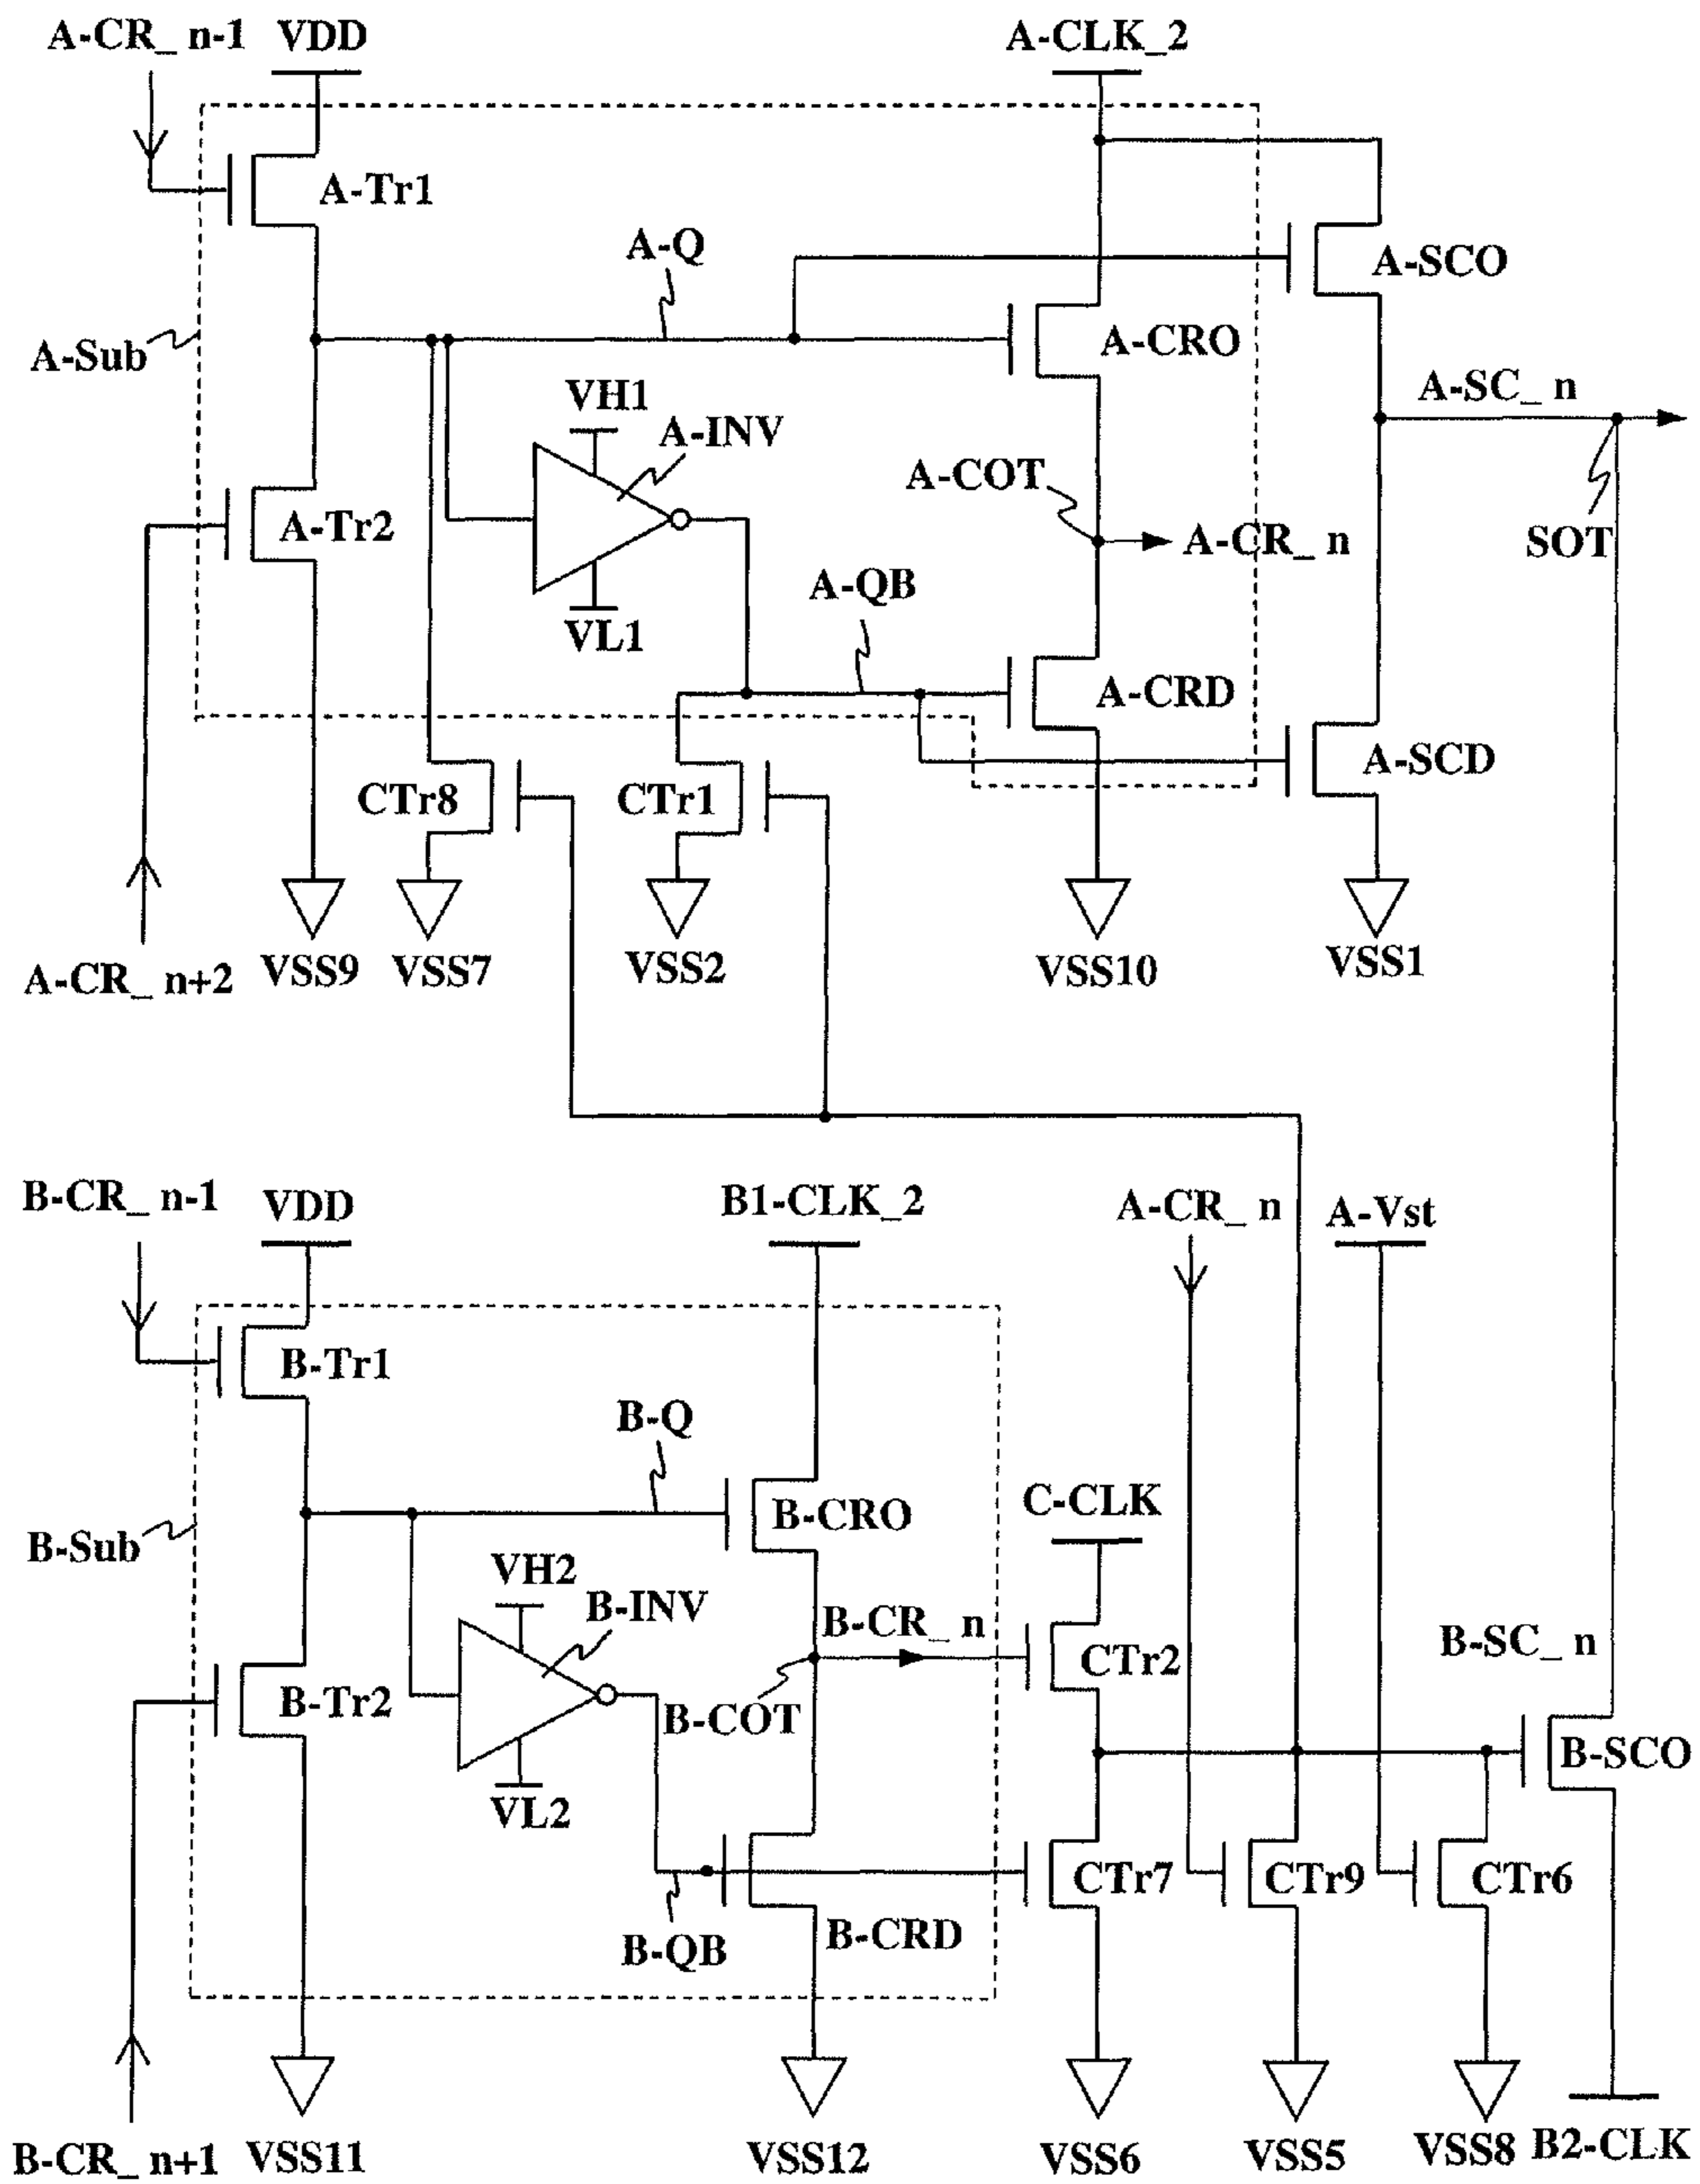 A-CR_ n-1
VDD
A-CLK_2
A-Tr1
A-Q
A-SCO
A-Sub
A-CRO
VH1
A-INV
A-SC_ n
A-COT
A-Tr2
A-CR_ n
SOT
A-QB
VL1
A-CRD
A-SCD
CTr8
CTr1
A-CR_ n+2
VSS9
VSS7
VSS2
VSS10
VSS1
B-CR_ n-1
VDD
B1-CLK_2
A-CR_ n
A-Vst
B-Tr1
B-Q
B-CRO
C-CLK
B-Sub
VH2
B-INV
B-CR_ n
CTr2
B-SC_ n
B-Tr2
B-COT
B-SCO
VL2
CTr7
CTr9
CTr6
B-QB
B-CRD
B-CR_ n+1
VSS11
VSS12
VSS6
VSS5
VSS8
B2-CLK